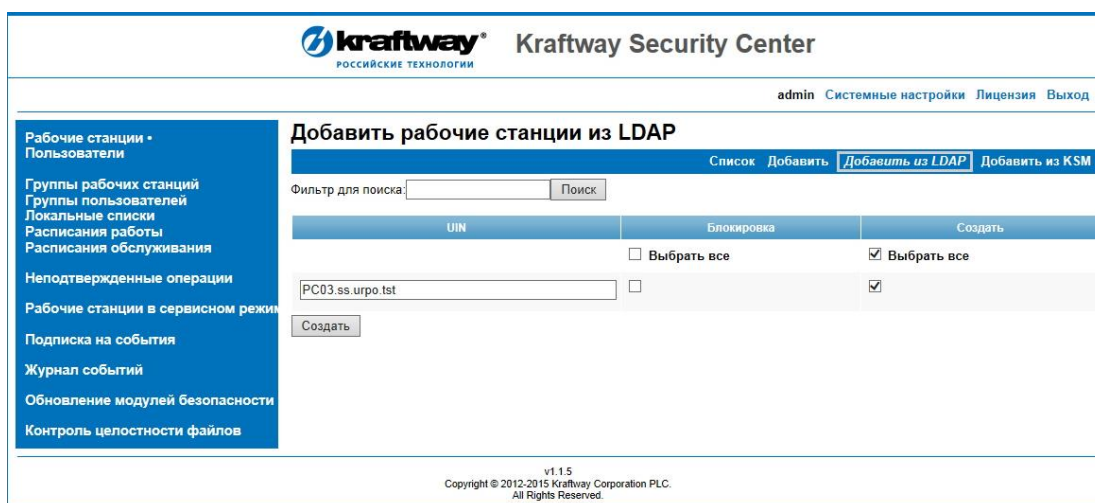 kraftway®
РОССИЙСКИЕ ТЕХНОЛОГИИ
Kraftway Security Center
admin Системные настройки Лицензия Выход
Рабочие станции •
Пользователи
Группы рабочих станций
Группы пользователей
Локальные списки
Расписания работы
Расписания обслуживания
Неподтвержденные операции
Рабочие станции в сервисном режим
Подписка на события
Журнал событий
Обновление модулей безопасности
Контроль целостности файлов
Добавить рабочие станции из LDAP
Список Добавить Добавить из LDAP Добавить из KSM
Фильтр для поиска: Поиск
UIN Блокировка Создать
Выбрать все Выбрать все
PC03.ss.urpo.tst
Создать
v1.1.5
Copyright © 2012-2015 Kraftway Corporation PLC.
All Rights Reserved.